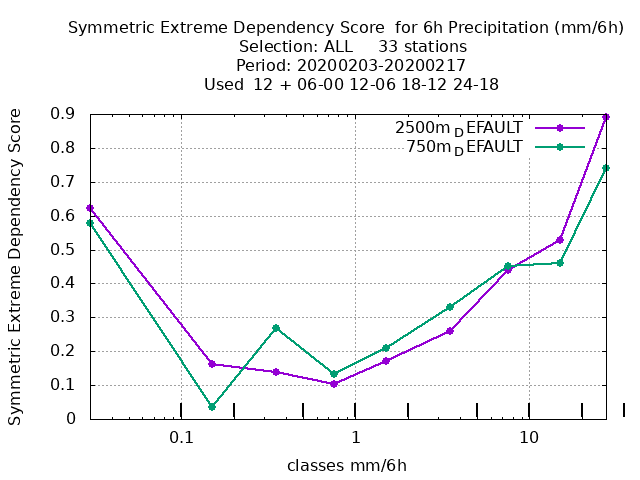 Symmetric Extreme Dependency Score  for 6h Precipitation (mm/6h)
Selection: ALL     33 stations
Period: 20200203-20200217
Used  12 + 06-00 12-06 18-12 24-18
Symmetric Extreme Dependency Score
0.9
0.8
0.7
0.6
0.5
0.4
0.3
0.2
0.1
0
2500m_DEFAULT
750m_DEFAULT
0.1
1
10
classes mm/6h